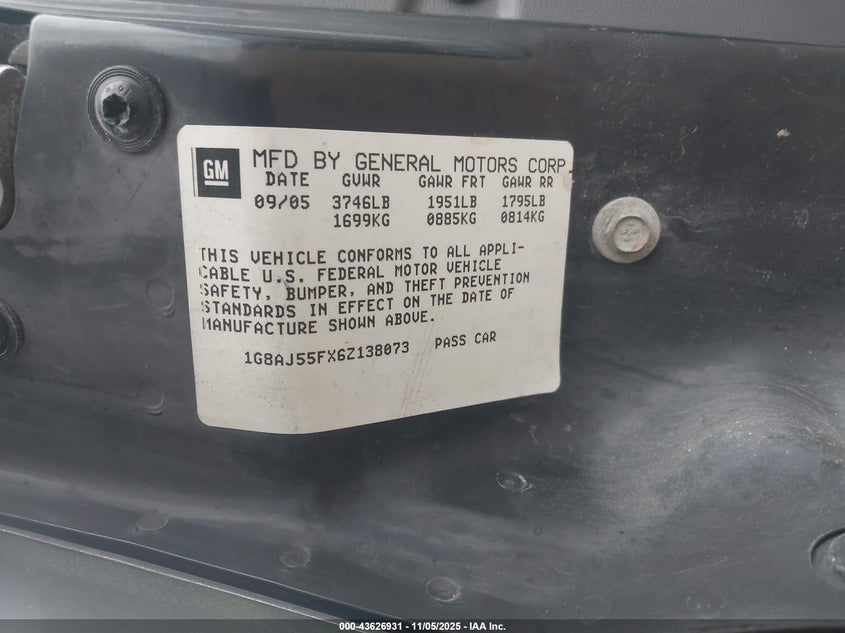 GM
MFD BY GENERAL MOTORS CORP
DATE GVWR GAWR FRT GAWR RR
09/05 3746LB 1951LB 1795LB
1699KG 0885KG 0814KG
THIS VEHICLE CONFORMS TO ALL APPLI-
CABLE U.S. FEDERAL MOTOR VEHICLE
SAFETY, BUMPER, AND THEFT PREVENTION
STANDARDS IN EFFECT ON THE DATE OF
MANUFACTURE SHOWN ABOVE.
1G8AJ55FX6Z138073 PASS CAR
000-43626931 - 11/05/2025 - IAA Inc.